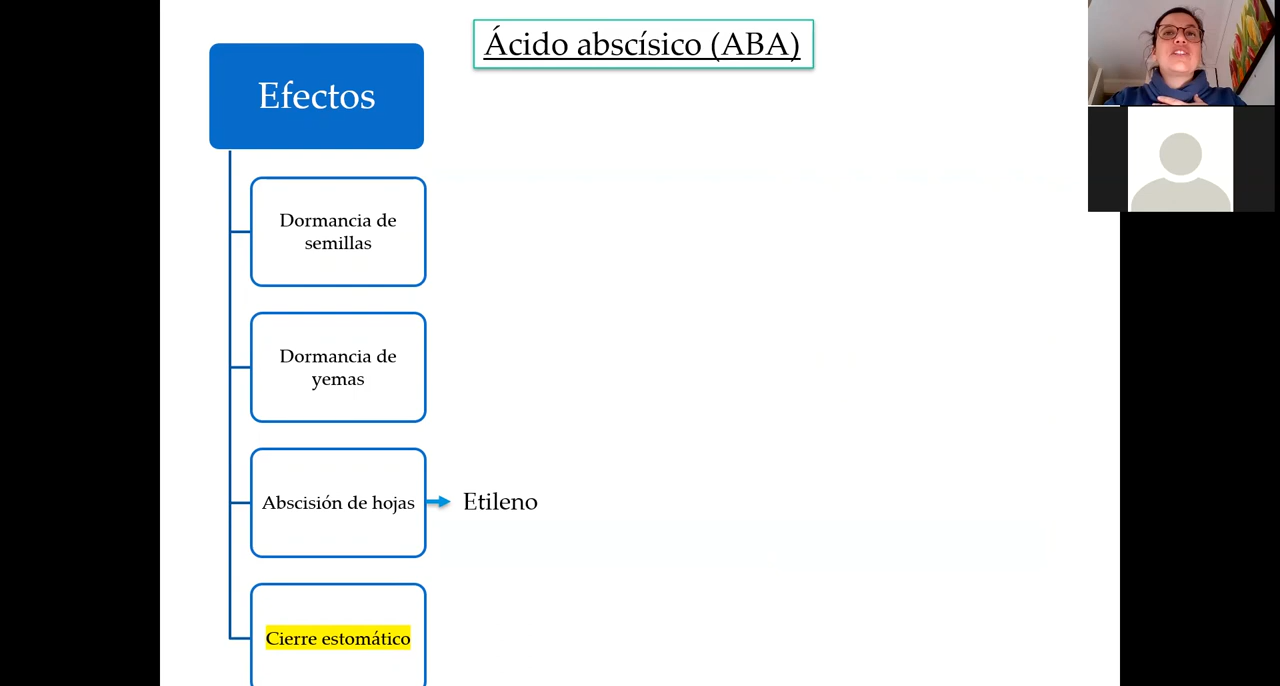 Ácido abscísico (ABA)
Efectos
Dormancia de
semillas
Dormancia de
yemas
Abscisión de hojas
Etileno
Cierre estomático